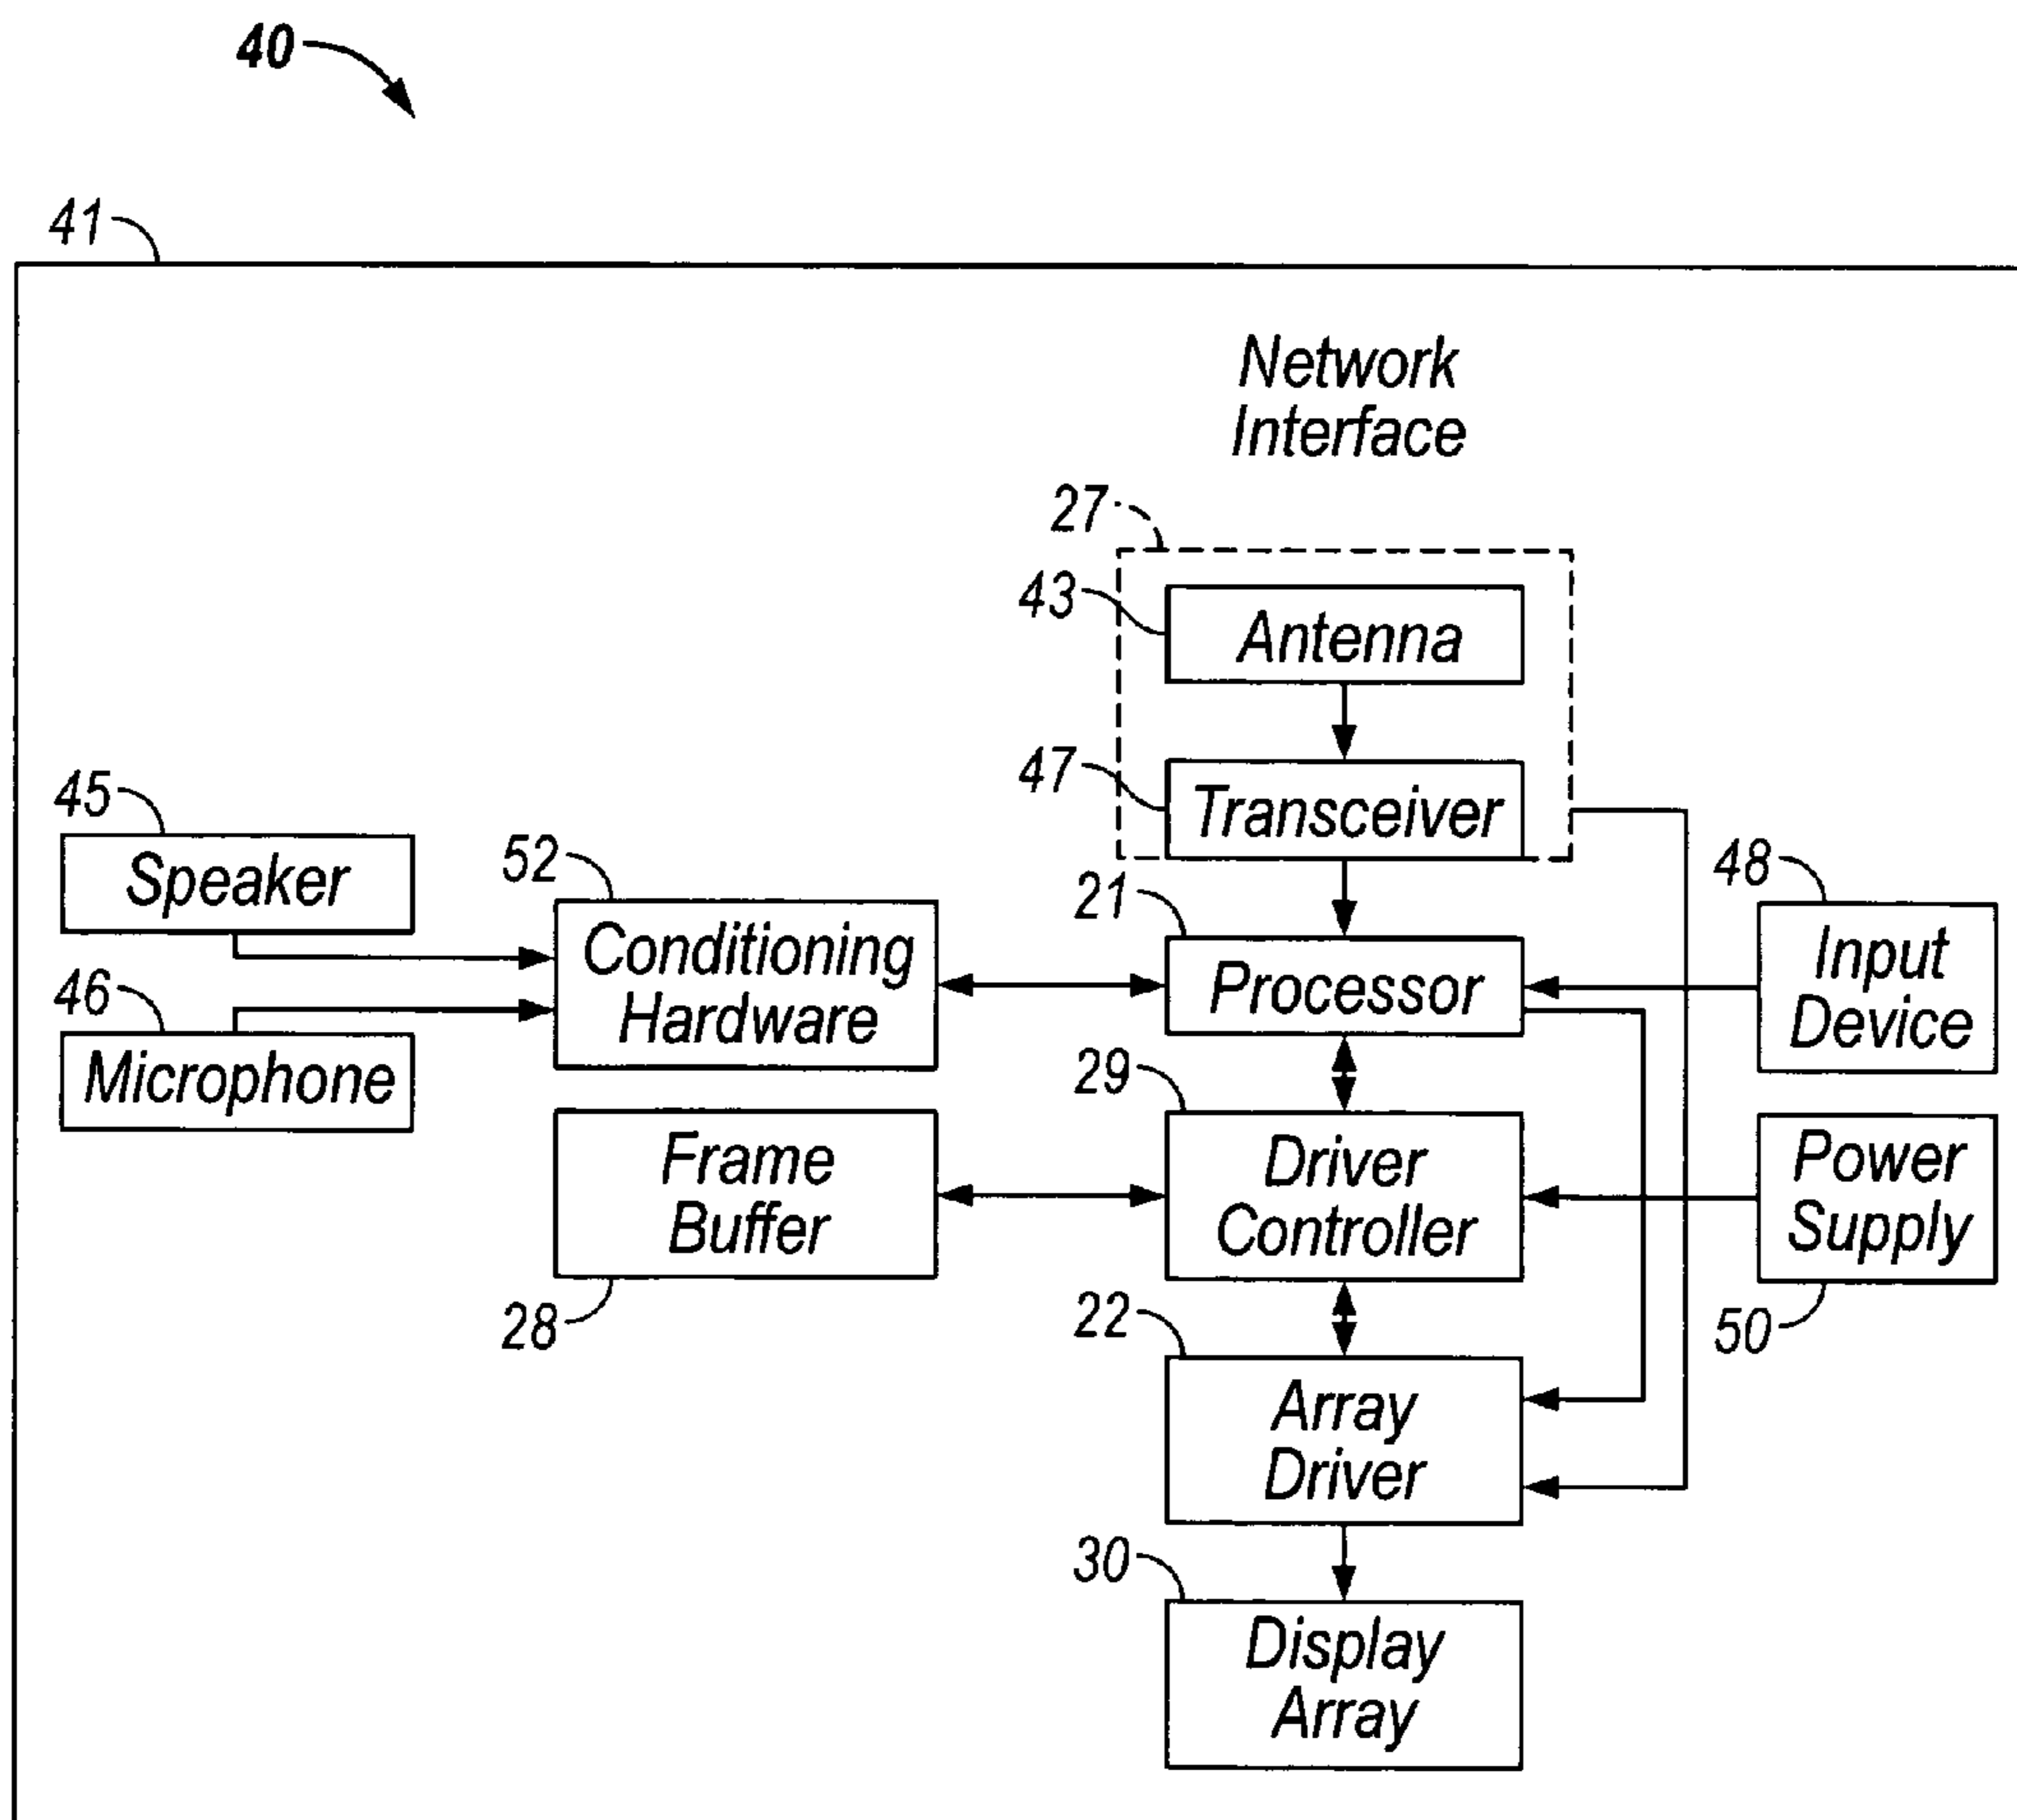 40
41
Network
Interface
27
43
Antenna
47
Transceiver
45
Speaker
52
Conditioning
Hardware
21
Processor
48
Input
Device
46
Microphone
29
Driver
Controller
Frame
Buffer
28
Power
Supply
50
22
Array
Driver
30
Display
Array